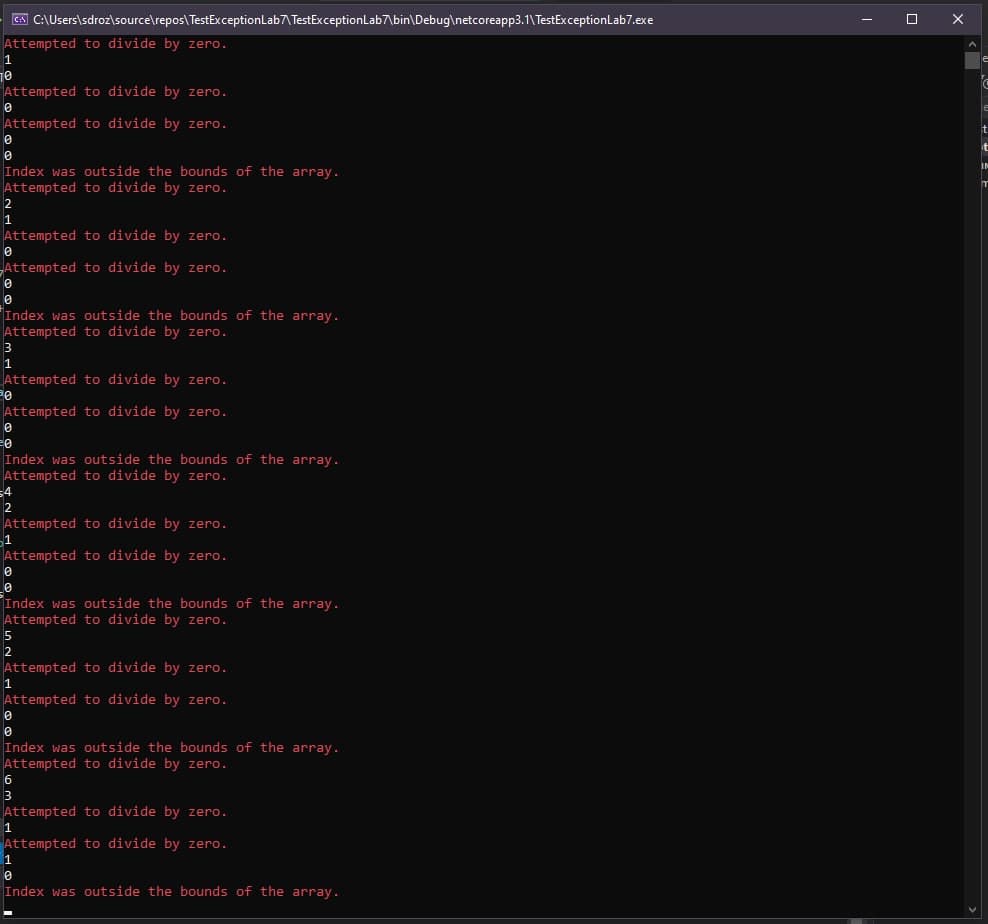 C:\Users\sdroz\source\repos\TestExceptionLab7\TestExceptionLab7\bin\Debug\netcoreapp3.1\TestExceptionLab7.exe
Attempted to divide by zero.
1
0
Attempted to divide by zero.
0
Attempted to divide by zero.
0
0
Index was outside the bounds of the array.
Attempted to divide by zero.
2
1
Attempted to divide by zero.
0
Attempted to divide by zero.
0
0
Index was outside the bounds of the array.
Attempted to divide by zero.
3
1
Attempted to divide by zero.
0
Attempted to divide by zero.
0
0
Index was outside the bounds of the array.
Attempted to divide by zero.
4
2
Attempted to divide by zero.
1
Attempted to divide by zero.
0
0
Index was outside the bounds of the array.
Attempted to divide by zero.
5
2
Attempted to divide by zero.
1
Attempted to divide by zero.
0
0
Index was outside the bounds of the array.
Attempted to divide by zero.
6
3
Attempted to divide by zero.
1
Attempted to divide by zero.
1
0
Index was outside the bounds of the array.